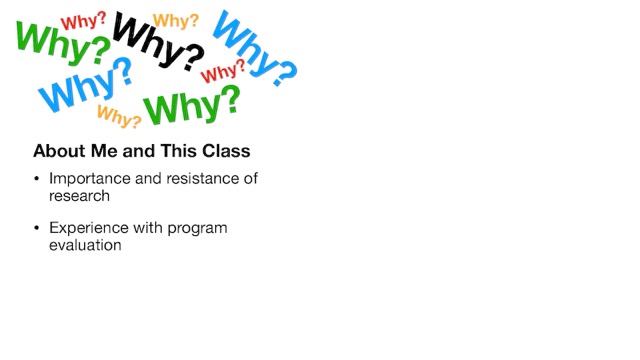 Why? Why?
Why? Why? Why?
Why? Why?
Why? Why?
About Me and This Class
• Importance and resistance of
research
• Experience with program
evaluation